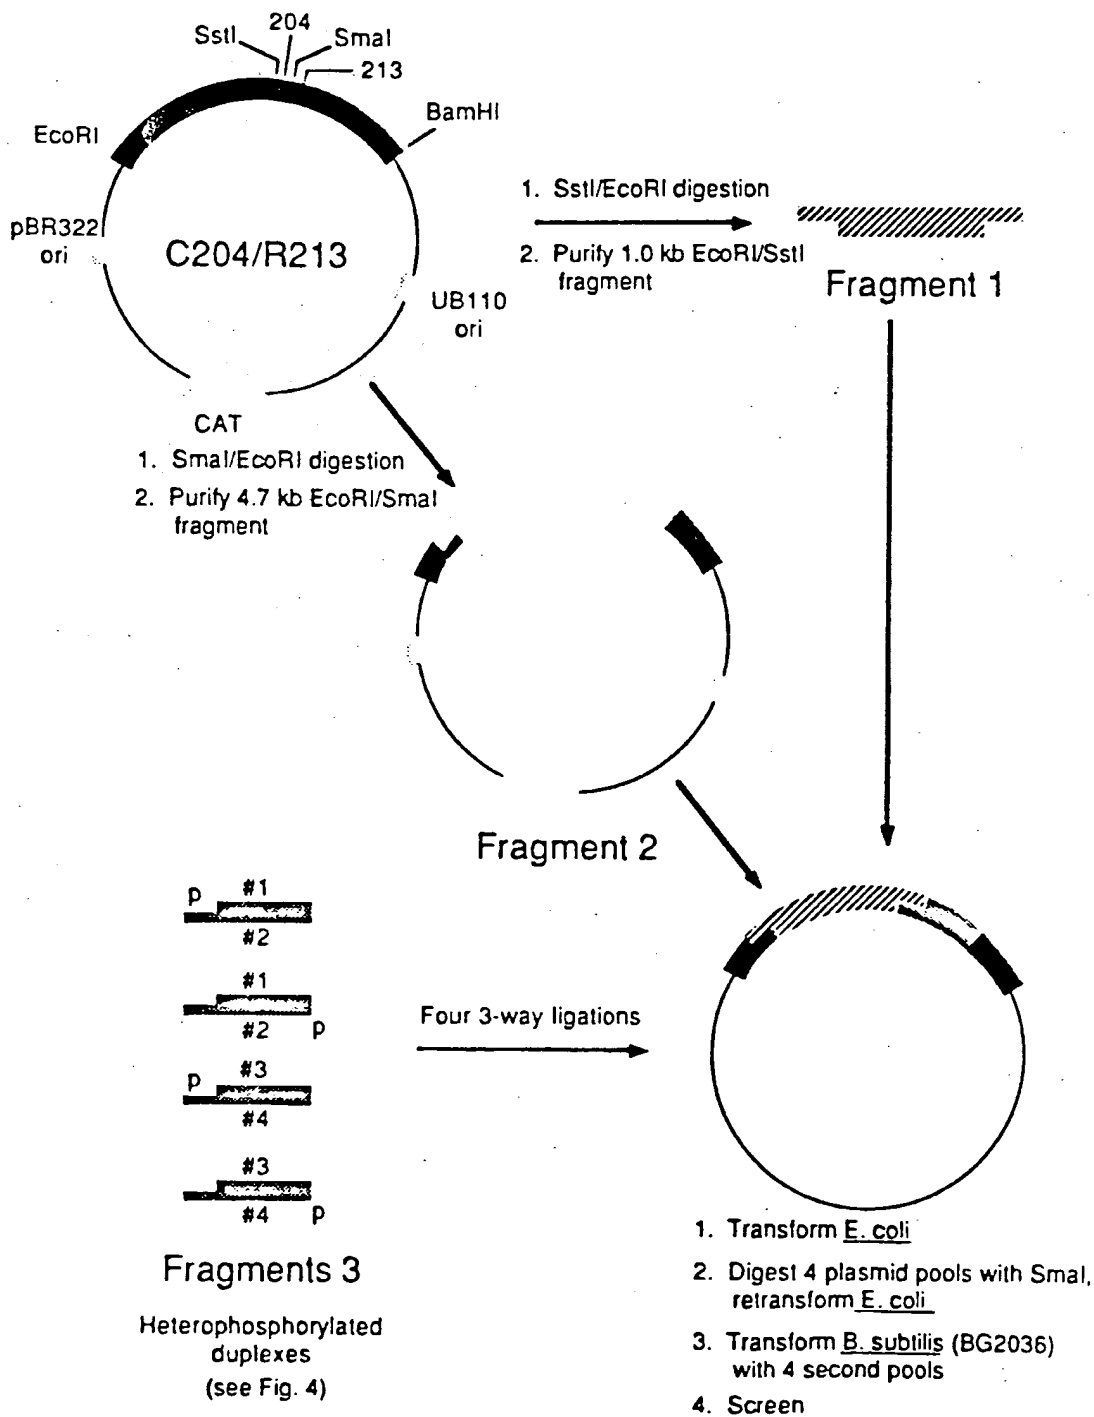 204
SstI
SmaI
213
BamHI
EcoRI
pBR322
ori
C204/R213
UB110
ori
CAT
1. SstI/EcoRI digestion
2. Purify 1.0 kb EcoRI/SstI
fragment
Fragment 1
1. SmaI/EcoRI digestion
2. Purify 4.7 kb EcoRI/SmaI
fragment
Fragment 2
p #1
#2
#1
#2 p
p #3
#4
#3
#4 p
Fragments 3
Heterophosphorylated
duplexes
(see Fig. 4)
Four 3-way ligations
1. Transform E. coli
2. Digest 4 plasmid pools with SmaI,
retransform E. coli
3. Transform B. subtilis (BG2036)
with 4 second pools
4. Screen